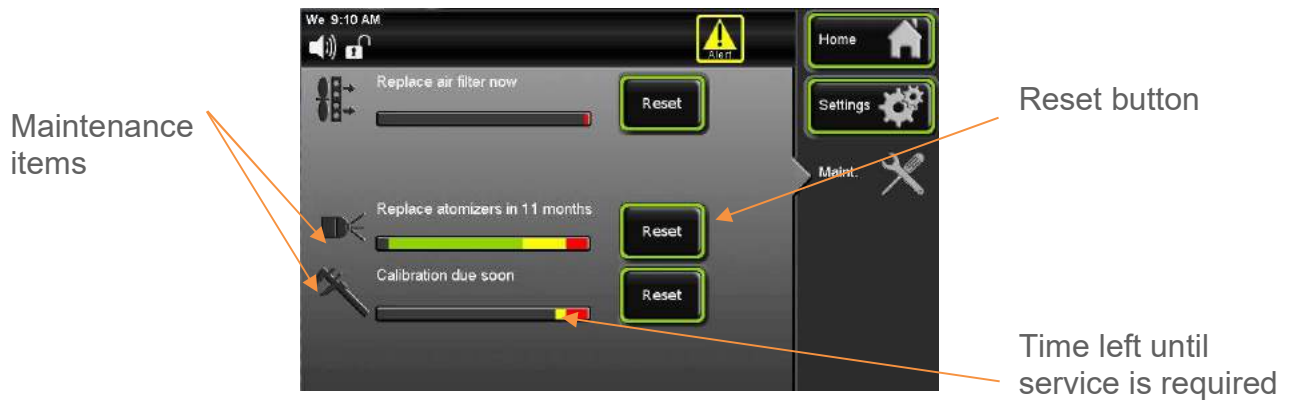 We 9:10 AM
Alert
Home
Replace air filter now
Reset
Settings
Reset button
Maintenance
items
Maint.
Replace atomizers in 11 months
Reset
Calibration due soon
Reset
Time left until
service is required